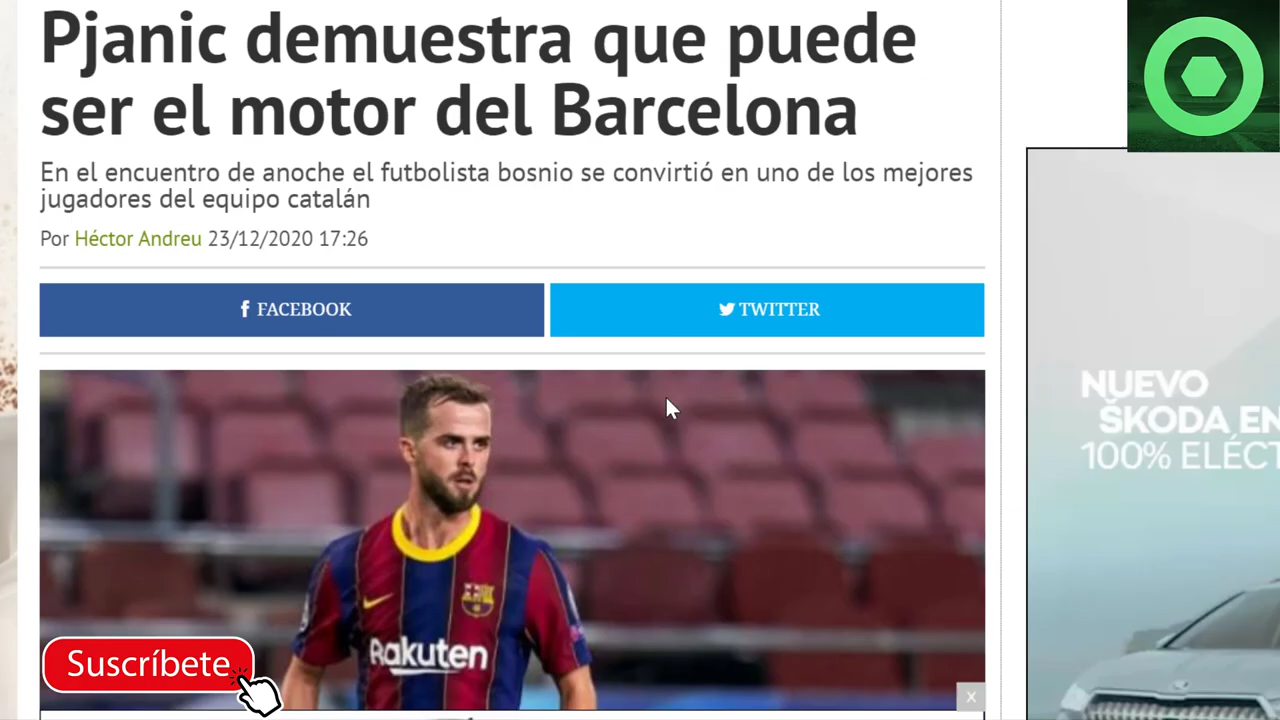 Pjanic demuestra que puede
ser el motor del Barcelona
En el encuentro de anoche el futbolista bosnio se convirtió en uno de los mejores
jugadores del equipo catalán
Por Héctor Andreu 23/12/2020 17:26
f FACEBOOK
TWITTER
NUEVO
ŠKODA EN
100% ELÉCT
Rakuten
Suscríbete
x